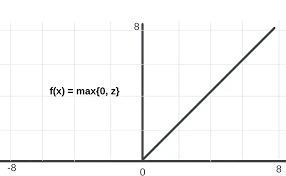 8
f(x) = max{0, z}
-8
0
8